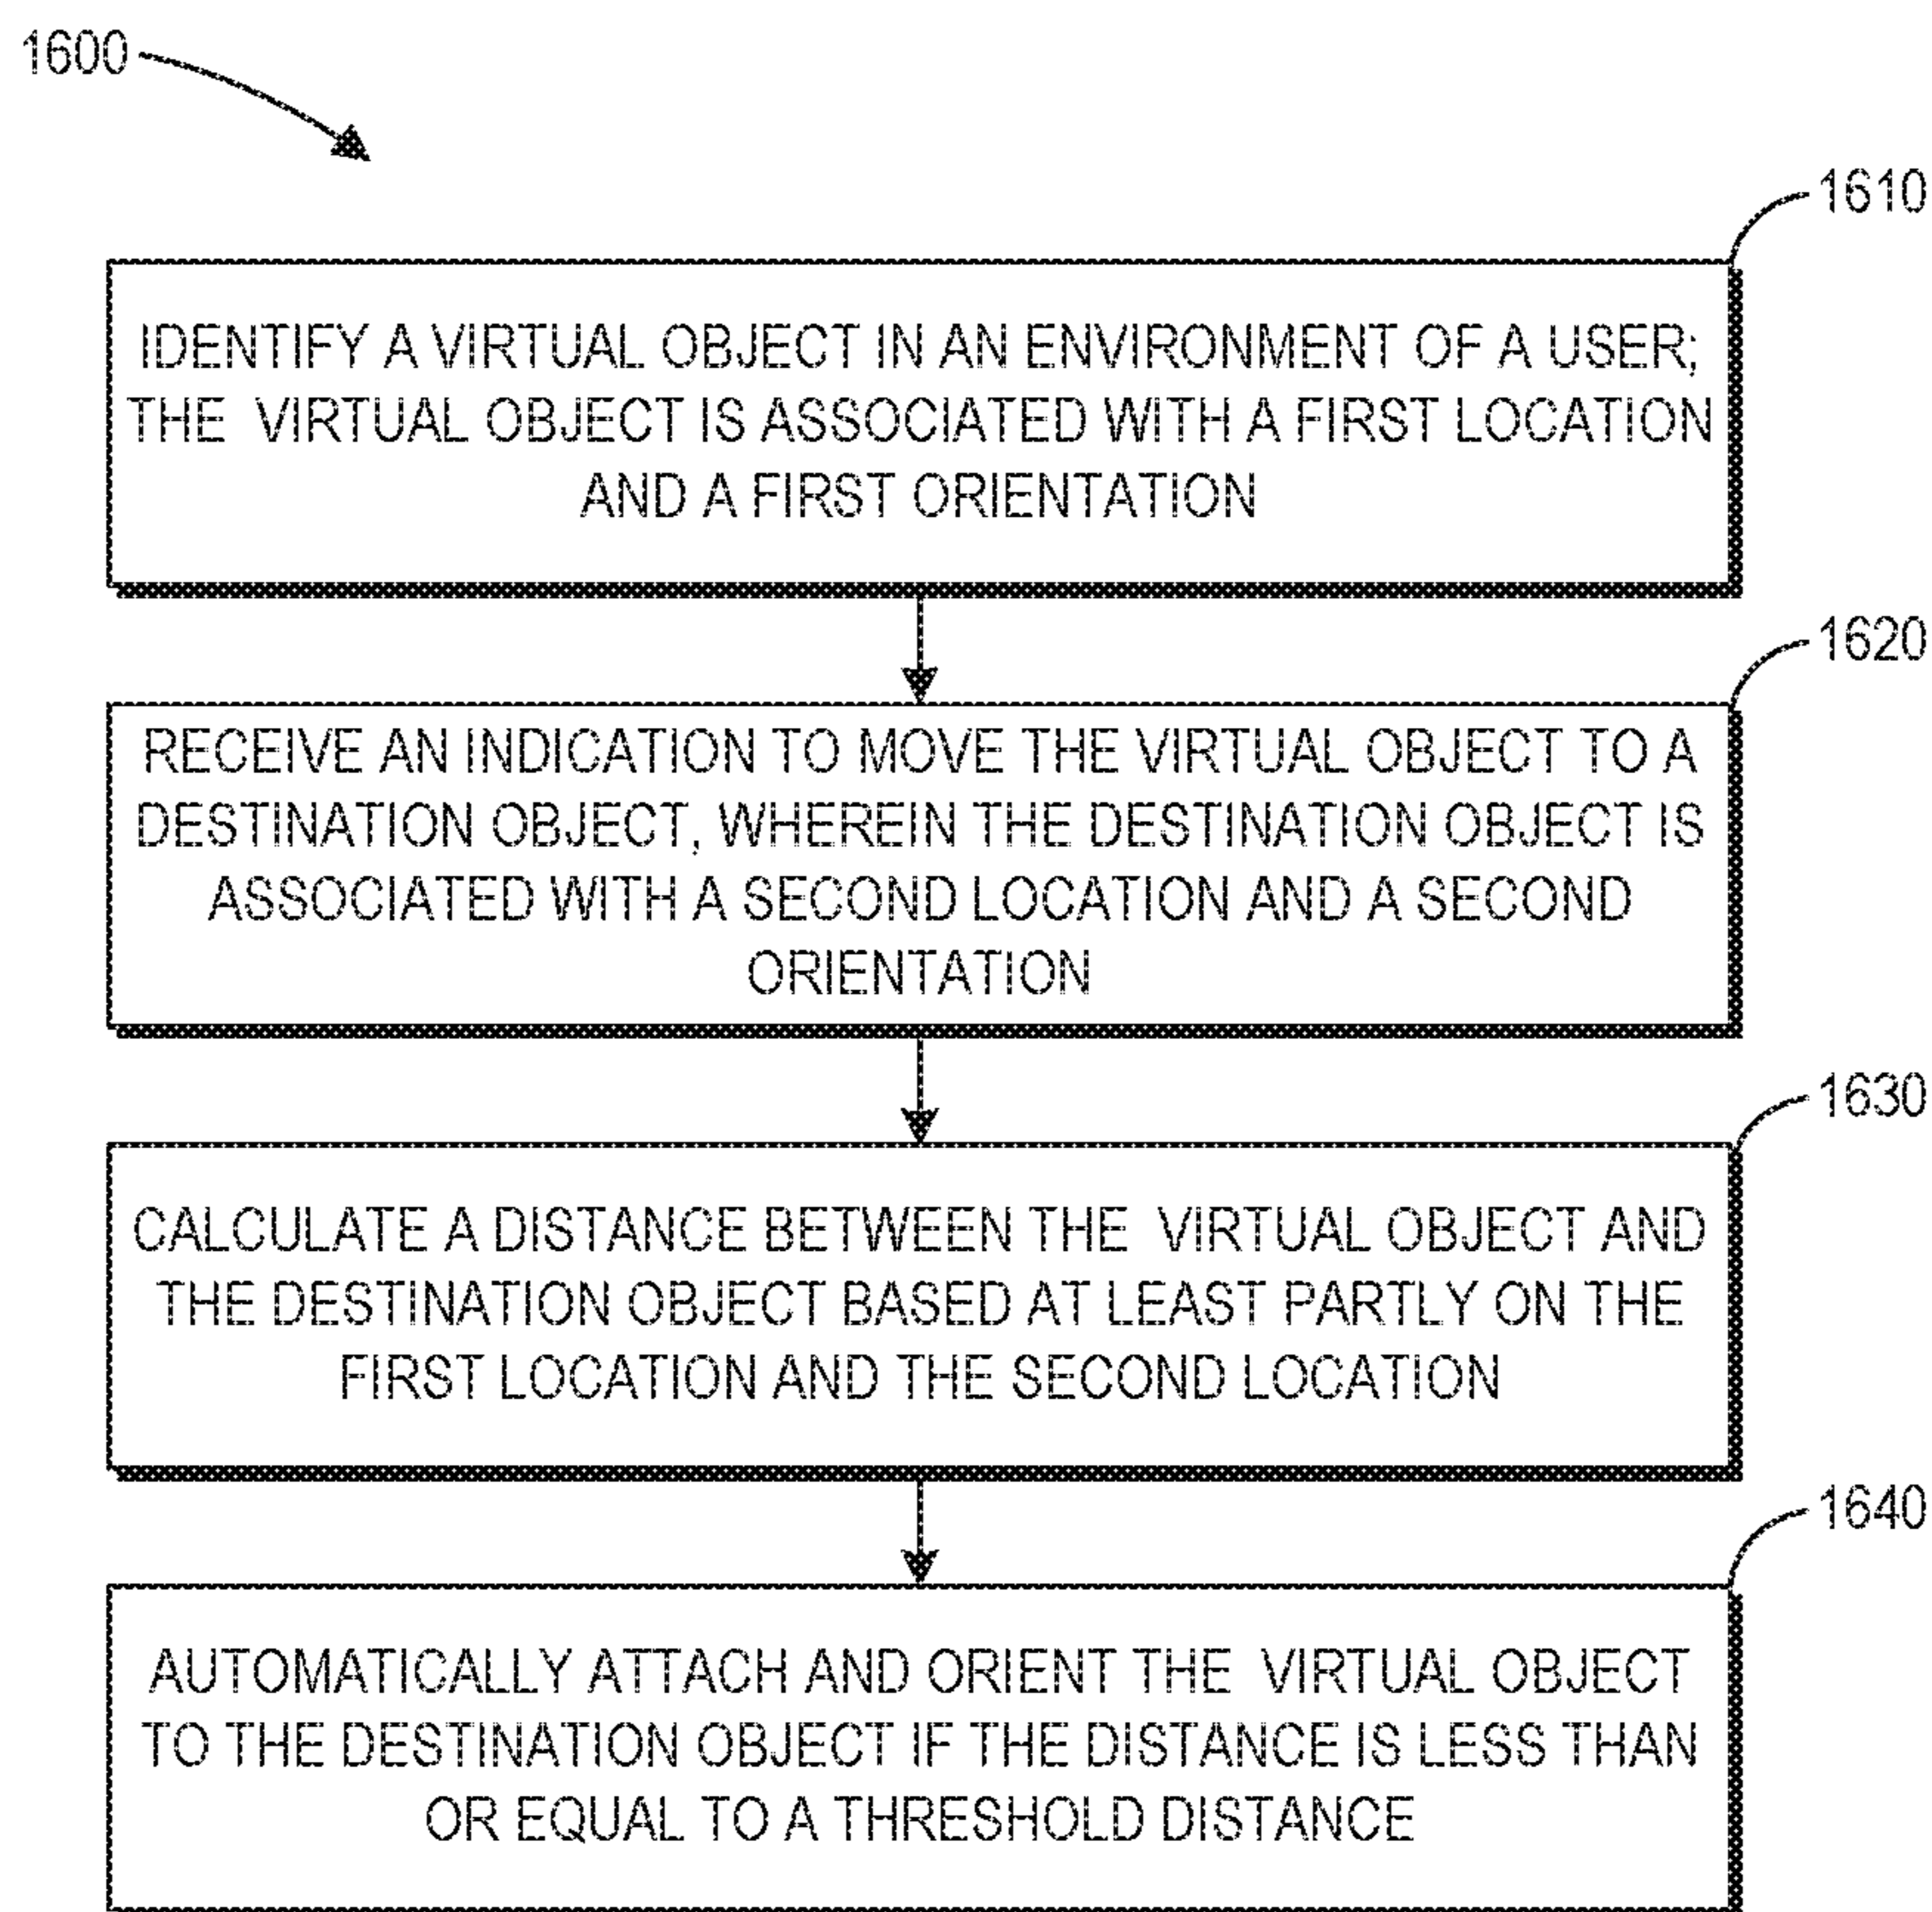 1600
1610
IDENTIFY A VIRTUAL OBJECT IN AN ENVIRONMENT OF A USER;
THE VIRTUAL OBJECT IS ASSOCIATED WITH A FIRST LOCATION
AND A FIRST ORIENTATION
1620
RECEIVE AN INDICATION TO MOVE THE VIRTUAL OBJECT TO A
DESTINATION OBJECT, WHEREIN THE DESTINATION OBJECT IS
ASSOCIATED WITH A SECOND LOCATION AND A SECOND
ORIENTATION
1630
CALCULATE A DISTANCE BETWEEN THE VIRTUAL OBJECT AND
THE DESTINATION OBJECT BASED AT LEAST PARTLY ON THE
FIRST LOCATION AND THE SECOND LOCATION
1640
AUTOMATICALLY ATTACH AND ORIENT THE VIRTUAL OBJECT
TO THE DESTINATION OBJECT IF THE DISTANCE IS LESS THAN
OR EQUAL TO A THRESHOLD DISTANCE